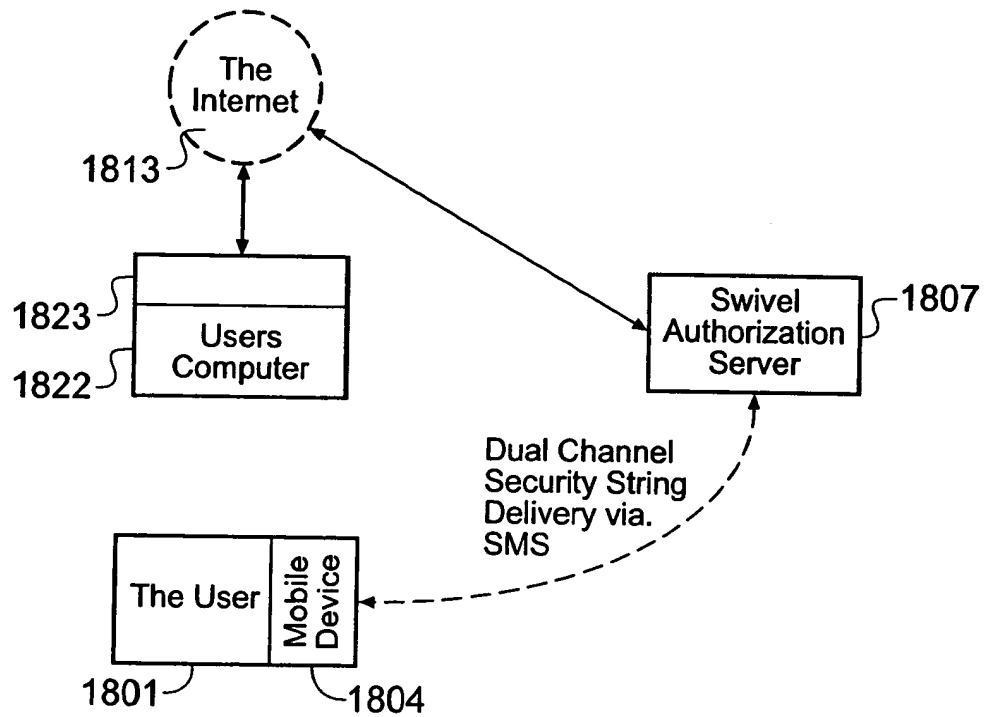 The
Internet
1813
1823
Users
Computer
1822
Swivel
Authorization
Server
1807
Dual Channel
Security String
Delivery via.
SMS
The User
Mobile
Device
1801
1804